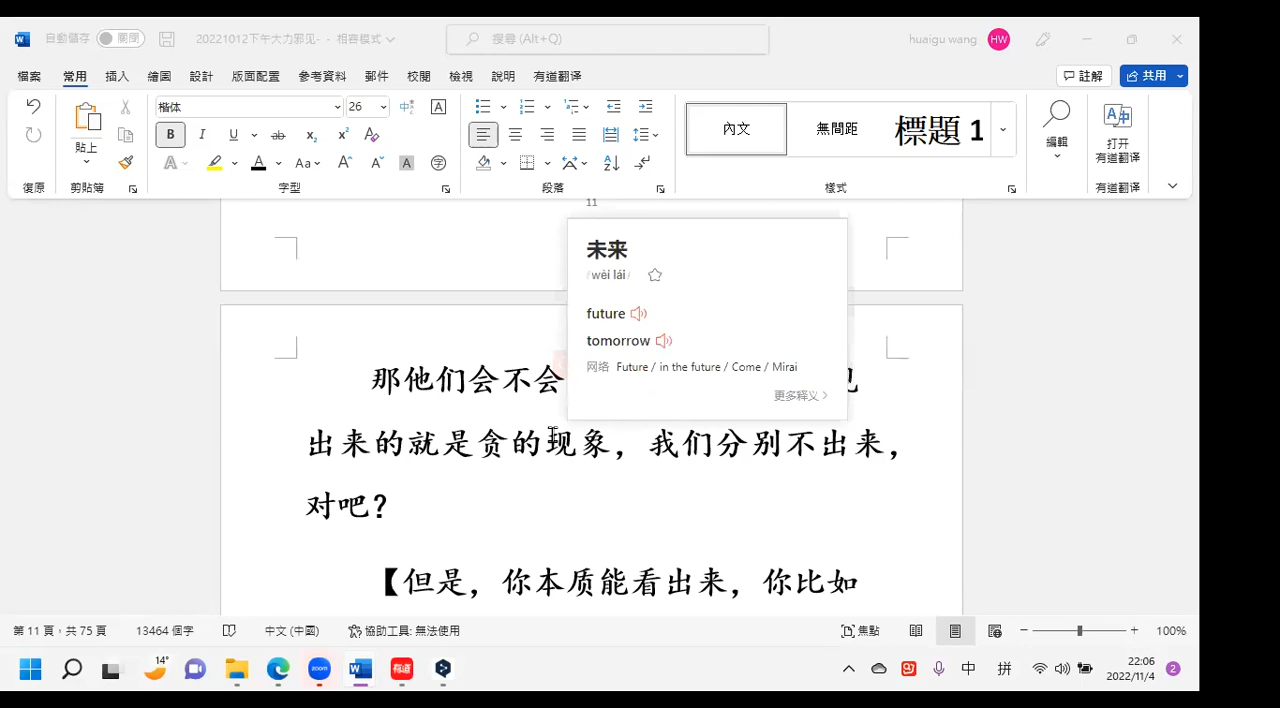 自動儲存 關閉 20221012下午大力邪见- - 相容模式 搜尋 (Alt+Q) huaigu wang HW
檔案 常用 插入 繪圖 設計 版面配置 參考資料 郵件 校閱 檢視 說明 有道翻译 註解 共用
楷体 26 A
貼上 B I U ab x₂ x² A 內文 無間距 標題 1 編輯 打开
有道翻译
A A Aa A A A 字
復原 剪貼簿 字型 段落 樣式 有道翻译
11
未来
/wèi lái/
future
tomorrow
网络 Future / in the future / Come / Mirai
更多释义
那他们会不会
出来的就是贪的现象，我们分别不出来，
对吧？
【但是，你本质能看出来，你比如
第 11 頁，共 75 頁 13464 個字 中文 (中國) 協助工具: 無法使用 焦點 100%
14° zoom 有道 中 拼 22:06
2022/11/4 2